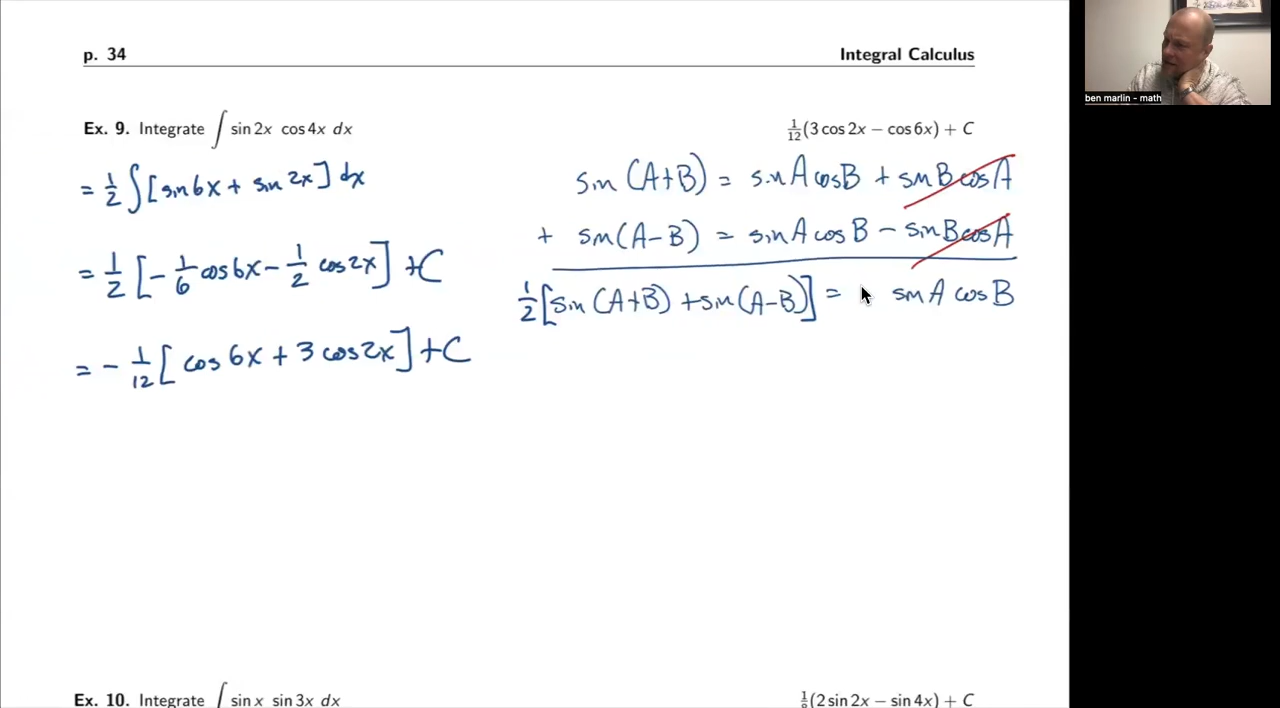 p. 34 Integral Calculus
ben marlin - math
Ex. 9. Integrate ∫ sin 2x cos 4x dx 1/12(3 cos 2x − cos 6x) + C
= 1/2 ∫ [sin 6x + sin 2x] dx
= 1/2 [− 1/6 cos 6x − 1/2 cos 2x] + C
= − 1/12 [cos 6x + 3 cos 2x] + C
sin (A+B) = sin A cos B + sin B cos A
+ sin (A−B) = sin A cos B − sin B cos A
1/2 [sin (A+B) + sin (A−B)] = sin A cos B
Ex. 10. Integrate ∫ sin x sin 3x dx 1/8(2 sin 2x − sin 4x) + C